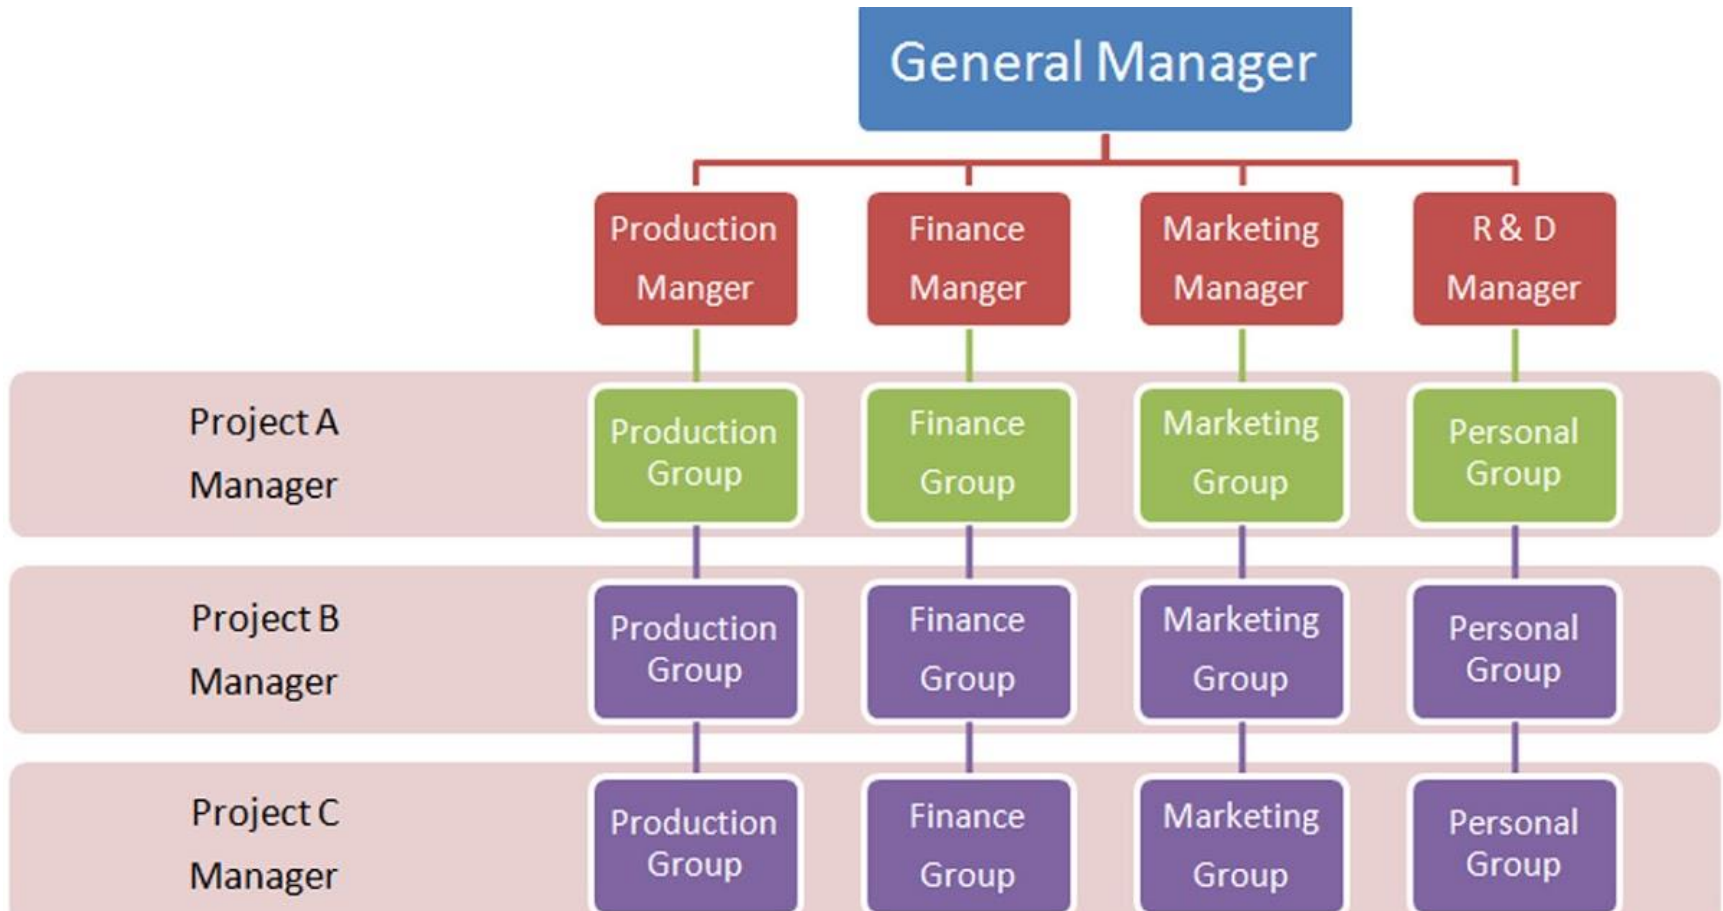 General Manager
Production
Manger
Finance
Manger
Marketing
Manager
R & D
Manager
Project A
Manager
Production
Group
Finance
Group
Marketing
Group
Personal
Group
Project B
Manager
Production
Group
Finance
Group
Marketing
Group
Personal
Group
Project C
Manager
Production
Group
Finance
Group
Marketing
Group
Personal
Group